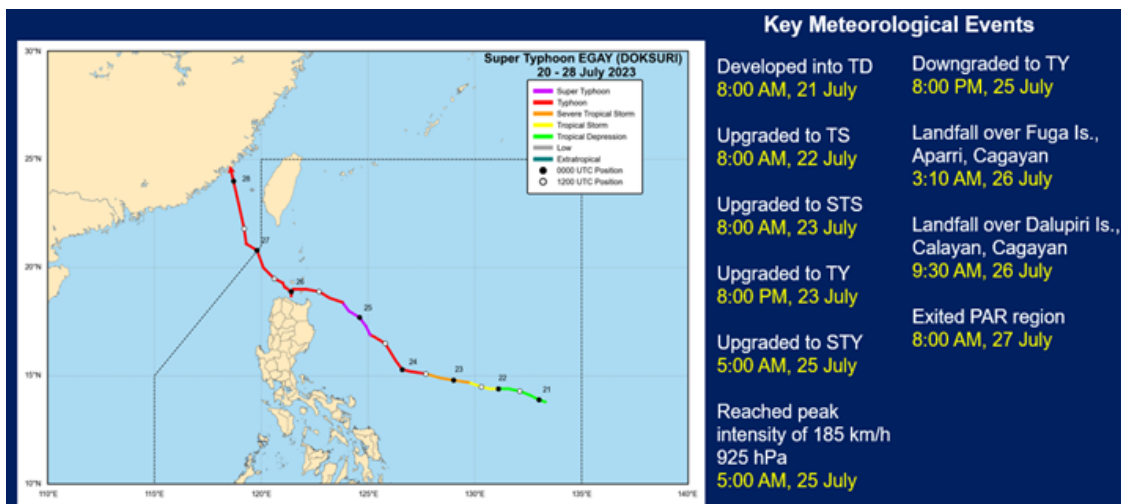 Key Meteorological Events
Super Typhoon EGAY (DOKSURI)
20 - 28 July 2023
Super Typhoon
Typhoon
Severe Tropical Storm
Tropical Storm
Tropical Depression
Low
Extratropical
0000 UTC Position
1200 UTC Position
30°N
25°N
20°N
15°N
10°N
110°E
115°E
120°E
125°E
130°E
135°E
140°E
28
27
26
25
24
23
22
21
Developed into TD
8:00 AM, 21 July
Upgraded to TS
8:00 AM, 22 July
Upgraded to STS
8:00 AM, 23 July
Upgraded to TY
8:00 PM, 23 July
Upgraded to STY
5:00 AM, 25 July
Reached peak
intensity of 185 km/h
925 hPa
5:00 AM, 25 July
Downgraded to TY
8:00 PM, 25 July
Landfall over Fuga Is.,
Aparri, Cagayan
3:10 AM, 26 July
Landfall over Dalupiri Is.,
Calayan, Cagayan
9:30 AM, 26 July
Exited PAR region
8:00 AM, 27 July